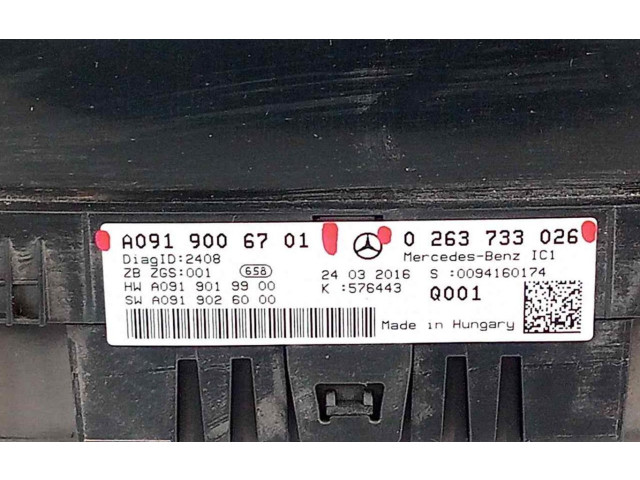 A091 900 67 01 0 263 733 026
DiagID:2408 Mercedes-Benz IC1
ZB ZGS:001 658 24 03 2016 S :0094160174
HW A091 901 99 00 K :576443 Q001
SW A091 902 60 00
Made in Hungary